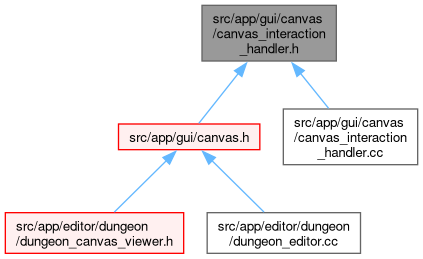 src/app/gui/canvas
/canvas_interaction
_handler.h
src/app/gui/canvas.h
src/app/gui/canvas
/canvas_interaction
_handler.cc
src/app/editor/dungeon
/dungeon_canvas_viewer.h
src/app/editor/dungeon
/dungeon_editor.cc